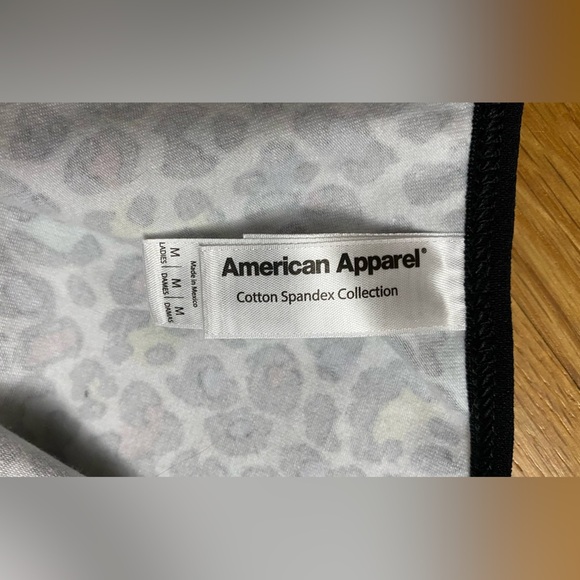 American Apparel®
Cotton Spandex Collection
M | M | M
LADIES | DAMES | DAMAS
Made in Mexico